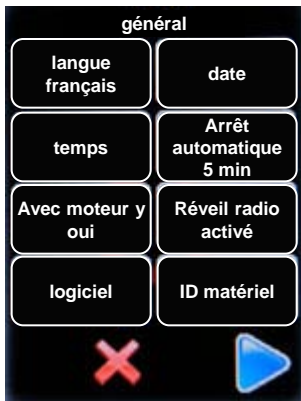 général
langue
français
date
temps
Arrêt
automatique
5 min
Avec moteur y
oui
Réveil radio
activé
logiciel
ID matériel